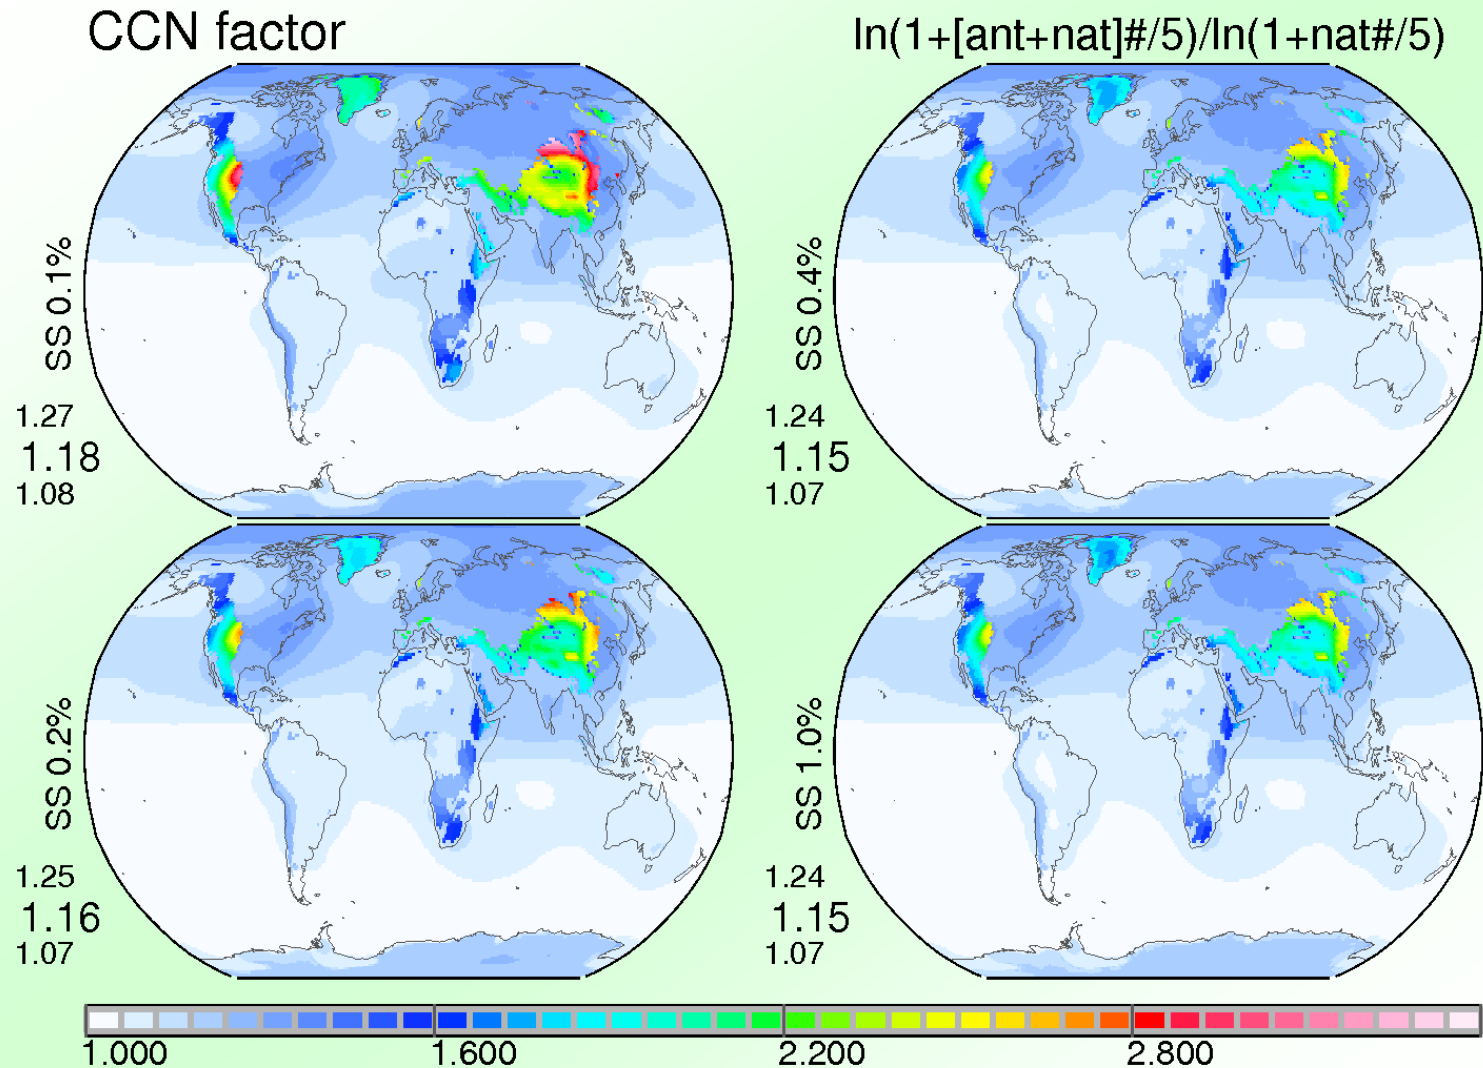 CCN factor
ln(1+[ant+nat]#/5)/ln(1+nat#/5)
SS 0.1%
1.27
1.18
1.08
SS 0.4%
1.24
1.15
1.07
SS 0.2%
1.25
1.16
1.07
SS 1.0%
1.24
1.15
1.07
1.000 1.600 2.200 2.800